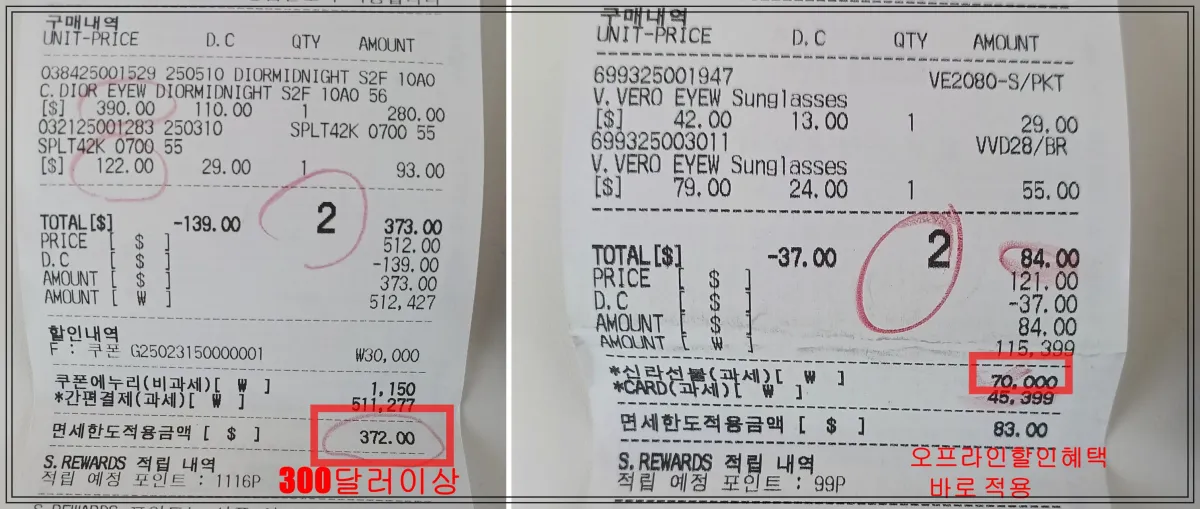 구매내역
UNIT-PRICE D.C QTY AMOUNT
038425001529 250510 DIORMIDNIGHT S2F 10A0
C.DIOR EYEW DIORMIDNIGHT S2F 10A0 56
[$] 390.00 110.00 1 280.00
032125001283 250310 SPLT42K 0700 55
SPLT42K 0700 55
[$] 122.00 29.00 1 93.00
TOTAL[$] -139.00 2 373.00
PRICE [ $ ] 512.00
D.C [ $ ] -139.00
AMOUNT [ $ ] 373.00
AMOUNT [ ₩ ] 512,427
할인내역
F : 쿠폰 G25023150000001 ₩30,000
쿠폰에누리(비과세)[ ₩ ] 1,150
*간편결제(과세)[ ₩ ] 511,277
면세한도적용금액 [ $ ] 372.00
S.REWARDS 적립 내역
적립 예정 포인트 : 1116P
300달러이상
구매내역
UNIT-PRICE D.C QTY AMOUNT
699325001947 VE2080-S/PKT
V.VERO EYEW Sunglasses
[$] 42.00 13.00 1 29.00
699325003011 VVD28/BR
V.VERO EYEW Sunglasses
[$] 79.00 24.00 1 55.00
TOTAL[$] -37.00 2 84.00
PRICE [ $ ] 121.00
D.C [ $ ] -37.00
AMOUNT [ $ ] 84.00
AMOUNT [ ₩ ] 115,399
*신라선불(과세)[ ₩ ] 70,000
*CARD(과세)[ ₩ ] 45,399
면세한도적용금액 [ $ ] 83.00
S.REWARDS 적립 내역
적립 예정 포인트 : 99P
오프라인할인혜택
바로 적용